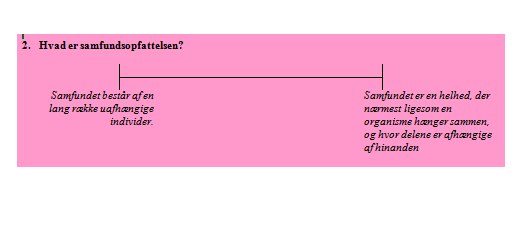 2. Hvad er samfundsopfattelsen?
Samfundet består af en
lang række uafhængige
individer.
Samfundet er en helhed, der
nærmest ligesom en
organisme hænger sammen,
og hvor delene er afhængige
af hinanden